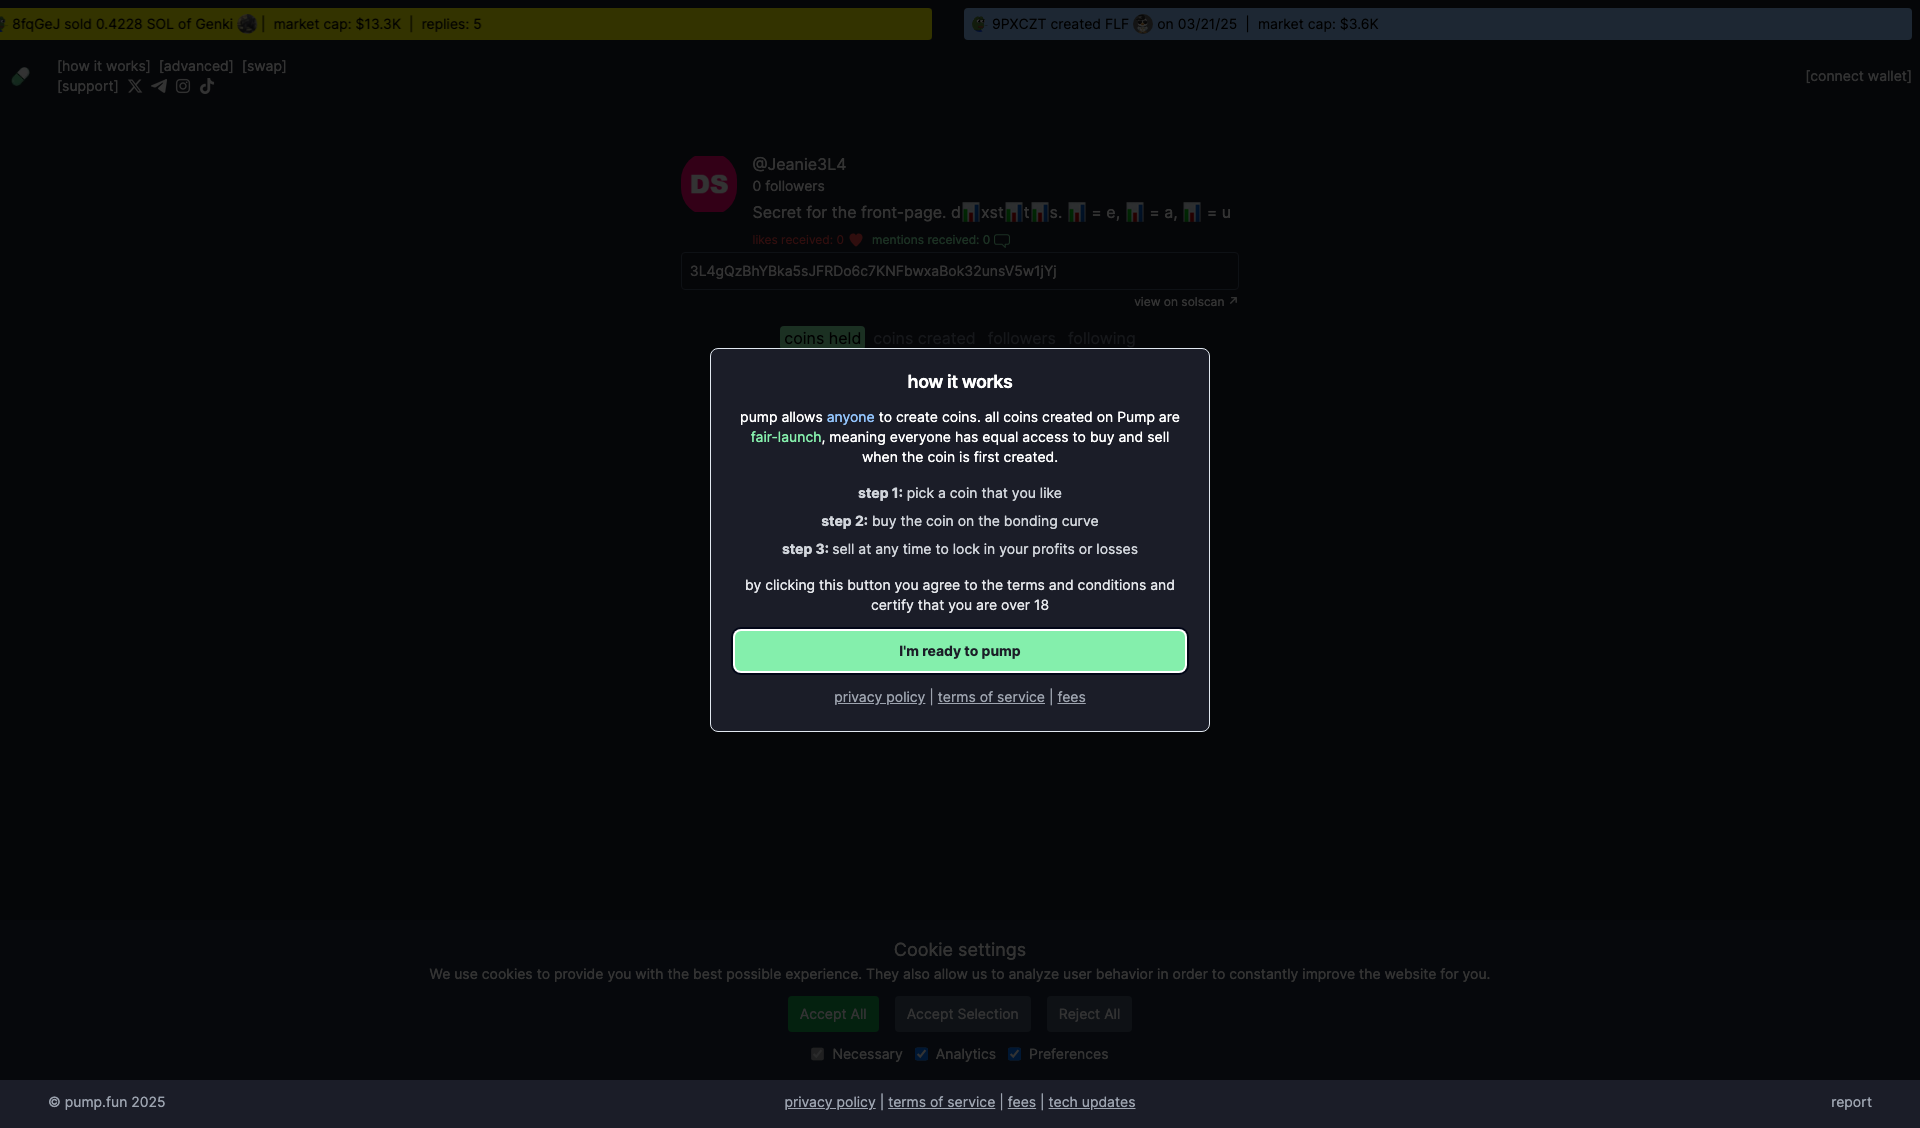 8fqGeJ sold 0.4228 SOL of Genki | market cap: $13.3K | replies: 5
9PXCZT created FLF on 03/21/25 | market cap: $3.6K
[how it works] [advanced] [swap]
[support]
[connect wallet]
DS
@Jeanie3L4
0 followers
Secret for the front-page. d📊xst📊t📊s. 📊 = e, 📊 = a, 📊 = u
likes received: 0 mentions received: 0
3L4gQzBhYBka5sJFRDo6c7KNFbwxaBok32unsV5w1jYj
view on solscan
coins held coins created followers following
how it works
pump allows anyone to create coins. all coins created on Pump are
fair-launch, meaning everyone has equal access to buy and sell
when the coin is first created.
step 1: pick a coin that you like
step 2: buy the coin on the bonding curve
step 3: sell at any time to lock in your profits or losses
by clicking this button you agree to the terms and conditions and
certify that you are over 18
I'm ready to pump
privacy policy | terms of service | fees
Cookie settings
We use cookies to provide you with the best possible experience. They also allow us to analyze user behavior in order to constantly improve the website for you.
Accept All Accept Selection Reject All
Necessary Analytics Preferences
© pump.fun 2025
privacy policy | terms of service | fees | tech updates
report